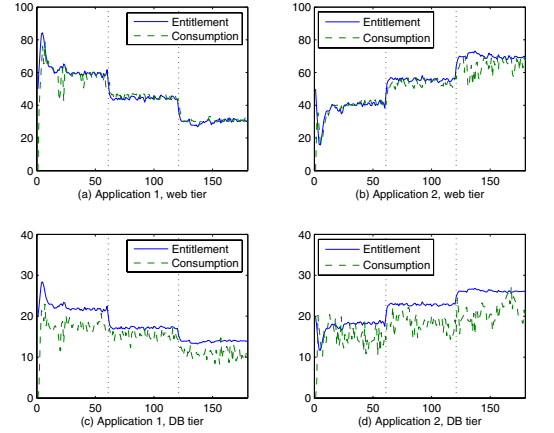 100
80
60
40
20
0
Entitlement
Consumption
0 50 100 150
(a) Application 1, web tier
100
80
60
40
20
0
Entitlement
Consumption
0 50 100 150
(b) Application 2, web tier
40
30
20
10
0
Entitlement
Consumption
0 50 100 150
(c) Application 1, DB tier
40
30
20
10
0
Entitlement
Consumption
0 50 100 150
(d) Application 2, DB tier